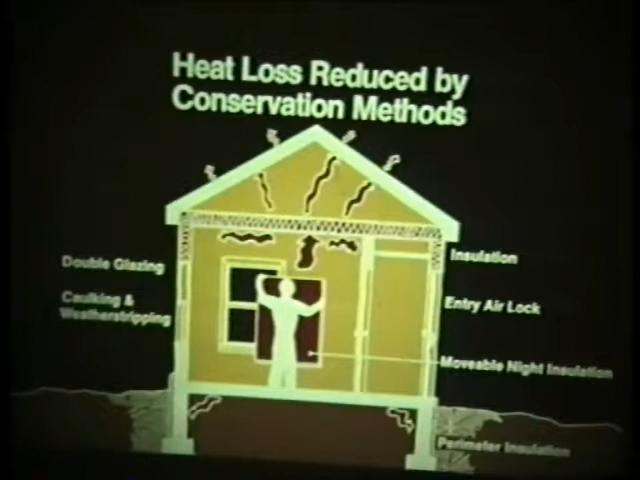 Heat Loss Reduced by
Conservation Methods
Double Glazing
Insulation
Caulking &
Weatherstripping
Entry Air Lock
Moveable Night Insulation
Perimeter Insulation